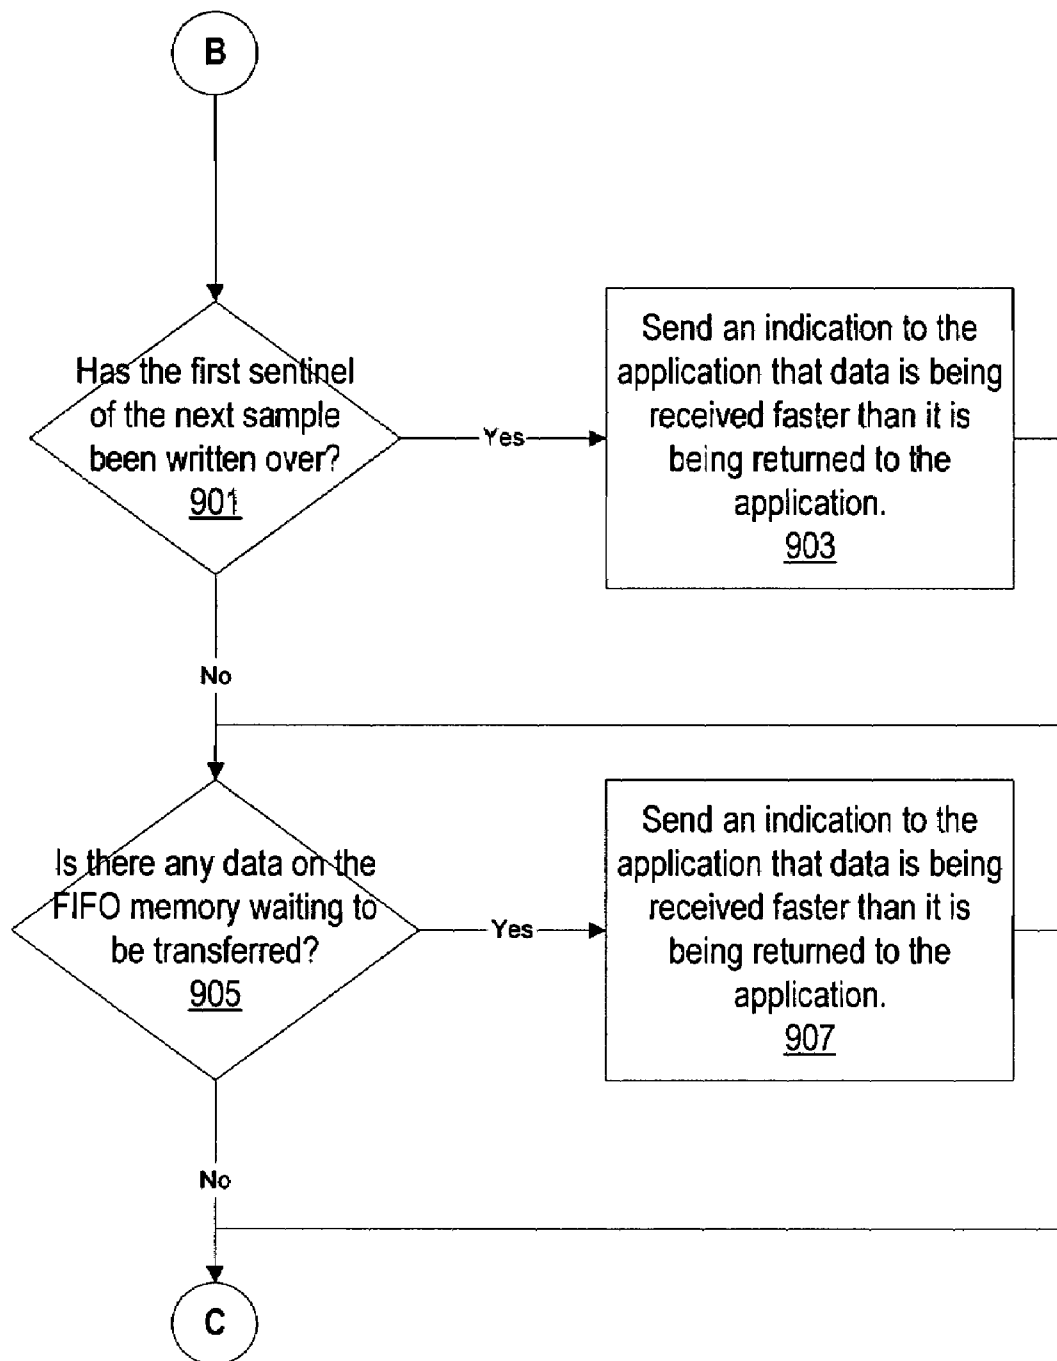 B
Has the first sentinel
of the next sample
been written over?
901
Yes
Send an indication to the
application that data is being
received faster than it is
being returned to the
application.
903
No
Is there any data on the
FIFO memory waiting to
be transferred?
905
Yes
Send an indication to the
application that data is being
received faster than it is
being returned to the
application.
907
No
C